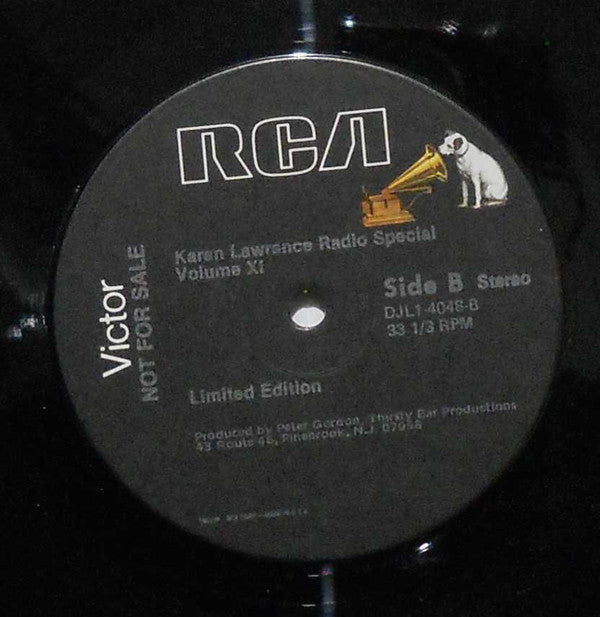 RCA
Karen Lawrence Radio Special
Volume XI
Side B Stereo
DJL1-4048-B
33 1/3 RPM
Victor
NOT FOR SALE
Limited Edition
Produced by Peter Gordon, Thirsty Ear Productions
43 Route 46, Pinebrook, N.J. 07058